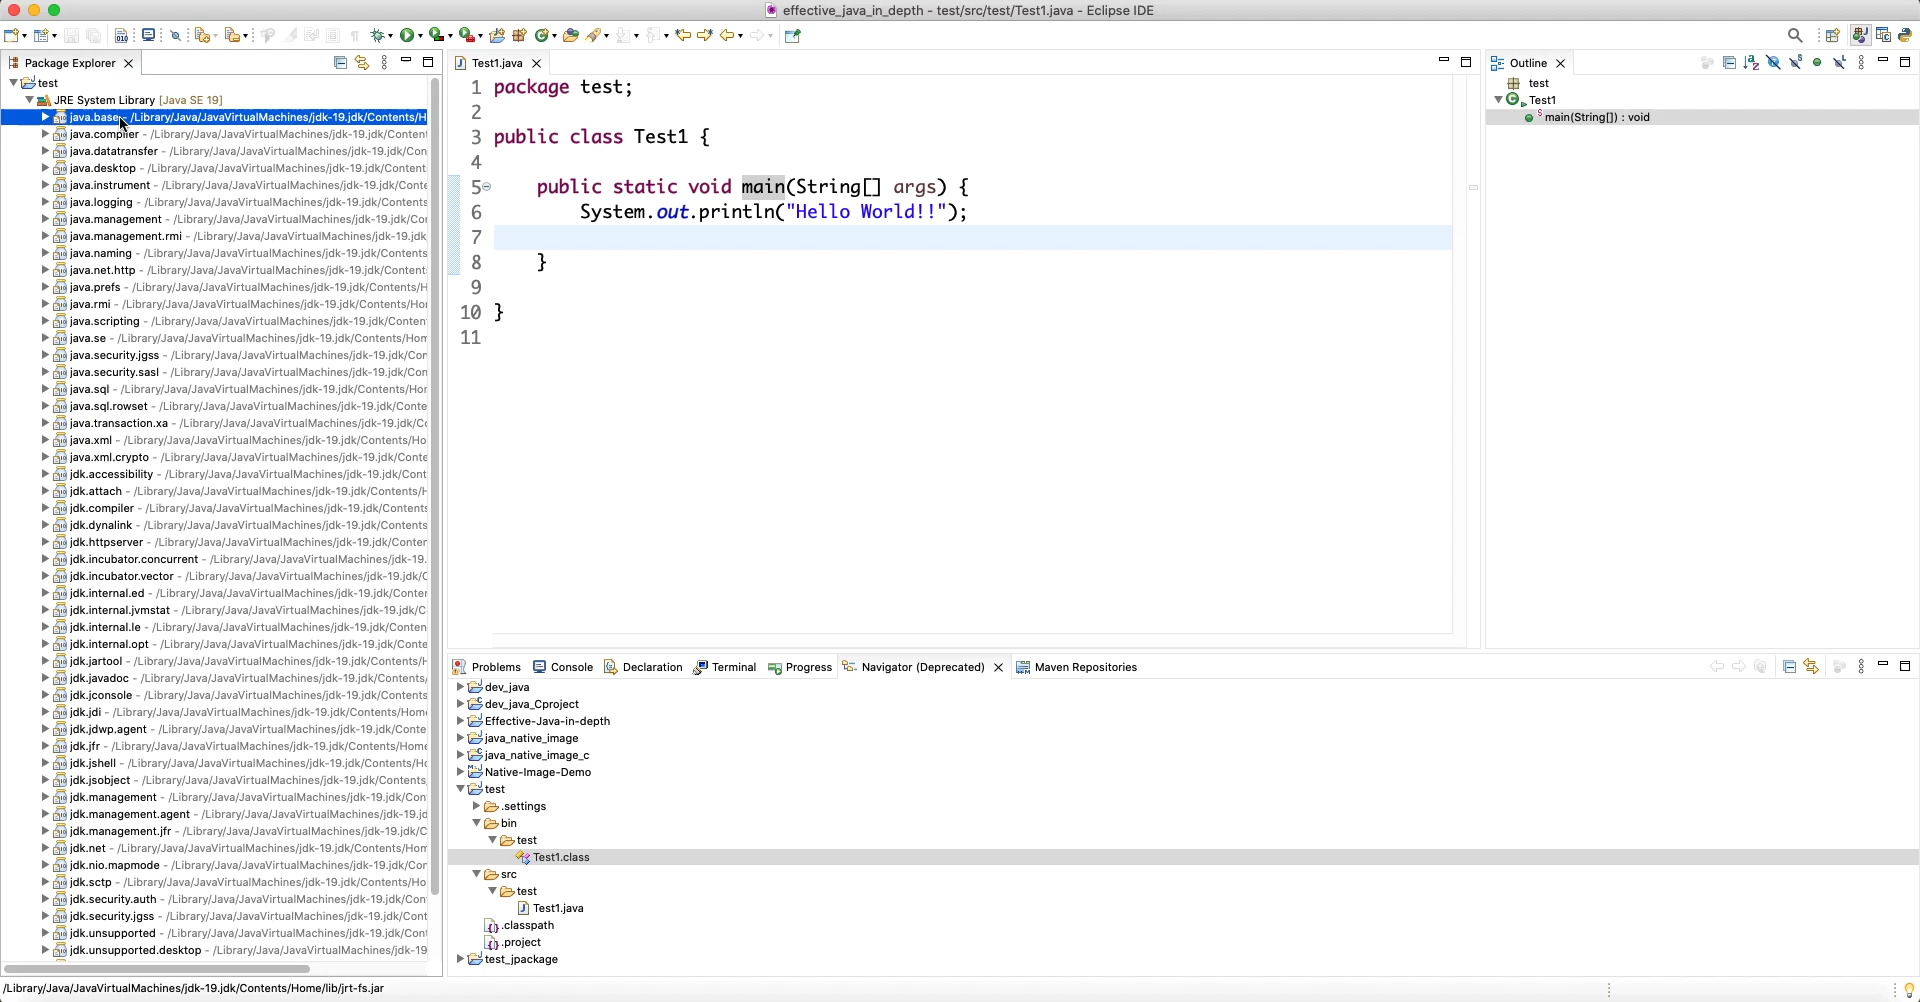 effective_java_in_depth - test/src/test/Test1.java - Eclipse IDE
Package Explorer
test
JRE System Library [Java SE 19]
java.base - /Library/Java/JavaVirtualMachines/jdk-19.jdk/Contents/H
java.compiler - /Library/Java/JavaVirtualMachines/jdk-19.jdk/Conten
java.datatransfer - /Library/Java/JavaVirtualMachines/jdk-19.jdk/Con
java.desktop - /Library/Java/JavaVirtualMachines/jdk-19.jdk/Content
java.instrument - /Library/Java/JavaVirtualMachines/jdk-19.jdk/Conte
java.logging - /Library/Java/JavaVirtualMachines/jdk-19.jdk/Contents
java.management - /Library/Java/JavaVirtualMachines/jdk-19.jdk/Con
java.management.rmi - /Library/Java/JavaVirtualMachines/jdk-19.jdk
java.naming - /Library/Java/JavaVirtualMachines/jdk-19.jdk/Contents
java.net.http - /Library/Java/JavaVirtualMachines/jdk-19.jdk/Content
java.prefs - /Library/Java/JavaVirtualMachines/jdk-19.jdk/Contents/H
java.rmi - /Library/Java/JavaVirtualMachines/jdk-19.jdk/Contents/Hor
java.scripting - /Library/Java/JavaVirtualMachines/jdk-19.jdk/Conten
java.se - /Library/Java/JavaVirtualMachines/jdk-19.jdk/Contents/Hom
java.security.jgss - /Library/Java/JavaVirtualMachines/jdk-19.jdk/Con
java.security.sasl - /Library/Java/JavaVirtualMachines/jdk-19.jdk/Con
java.sql - /Library/Java/JavaVirtualMachines/jdk-19.jdk/Contents/Hor
java.sql.rowset - /Library/Java/JavaVirtualMachines/jdk-19.jdk/Conte
java.transaction.xa - /Library/Java/JavaVirtualMachines/jdk-19.jdk/C
java.xml - /Library/Java/JavaVirtualMachines/jdk-19.jdk/Contents/Ho
java.xml.crypto - /Library/Java/JavaVirtualMachines/jdk-19.jdk/Conte
jdk.accessibility - /Library/Java/JavaVirtualMachines/jdk-19.jdk/Cont
jdk.attach - /Library/Java/JavaVirtualMachines/jdk-19.jdk/Contents/H
jdk.compiler - /Library/Java/JavaVirtualMachines/jdk-19.jdk/Contents
jdk.dynalink - /Library/Java/JavaVirtualMachines/jdk-19.jdk/Contents
jdk.httpserver - /Library/Java/JavaVirtualMachines/jdk-19.jdk/Conten
jdk.incubator.concurrent - /Library/Java/JavaVirtualMachines/jdk-19.
jdk.incubator.vector - /Library/Java/JavaVirtualMachines/jdk-19.jdk/C
jdk.internal.ed - /Library/Java/JavaVirtualMachines/jdk-19.jdk/Conte
jdk.internal.jvmstat - /Library/Java/JavaVirtualMachines/jdk-19.jdk/C
jdk.internal.le - /Library/Java/JavaVirtualMachines/jdk-19.jdk/Conten
jdk.internal.opt - /Library/Java/JavaVirtualMachines/jdk-19.jdk/Conte
jdk.jartool - /Library/Java/JavaVirtualMachines/jdk-19.jdk/Contents/H
jdk.javadoc - /Library/Java/JavaVirtualMachines/jdk-19.jdk/Contents
jdk.jconsole - /Library/Java/JavaVirtualMachines/jdk-19.jdk/Contents
jdk.jdi - /Library/Java/JavaVirtualMachines/jdk-19.jdk/Contents/Hom
jdk.jdwp.agent - /Library/Java/JavaVirtualMachines/jdk-19.jdk/Conte
jdk.jfr - /Library/Java/JavaVirtualMachines/jdk-19.jdk/Contents/Home
jdk.jshell - /Library/Java/JavaVirtualMachines/jdk-19.jdk/Contents/Ho
jdk.jsobject - /Library/Java/JavaVirtualMachines/jdk-19.jdk/Contents
jdk.management - /Library/Java/JavaVirtualMachines/jdk-19.jdk/Con
jdk.management.agent - /Library/Java/JavaVirtualMachines/jdk-19.jd
jdk.management.jfr - /Library/Java/JavaVirtualMachines/jdk-19.jdk/C
jdk.net - /Library/Java/JavaVirtualMachines/jdk-19.jdk/Contents/Hom
jdk.nio.mapmode - /Library/Java/JavaVirtualMachines/jdk-19.jdk/Cor
jdk.sctp - /Library/Java/JavaVirtualMachines/jdk-19.jdk/Contents/Ho
jdk.security.auth - /Library/Java/JavaVirtualMachines/jdk-19.jdk/Con
jdk.security.jgss - /Library/Java/JavaVirtualMachines/jdk-19.jdk/Cont
jdk.unsupported - /Library/Java/JavaVirtualMachines/jdk-19.jdk/Cont
jdk.unsupported.desktop - /Library/Java/JavaVirtualMachines/jdk-19
Test1.java
1 package test;
2
3 public class Test1 {
4
5 public static void main(String[] args) {
6 System.out.println("Hello World!!");
7
8 }
9
10 }
11
Outline
test
Test1
main(String[]) : void
Problems Console Declaration Terminal Progress Navigator (Deprecated) Maven Repositories
dev_java
dev_java_Cproject
Effective-Java-in-depth
java_native_image
java_native_image_c
Native-Image-Demo
test
.settings
bin
test
Test1.class
src
test
Test1.java
.classpath
.project
test_jpackage
/Library/Java/JavaVirtualMachines/jdk-19.jdk/Contents/Home/lib/jrt-fs.jar